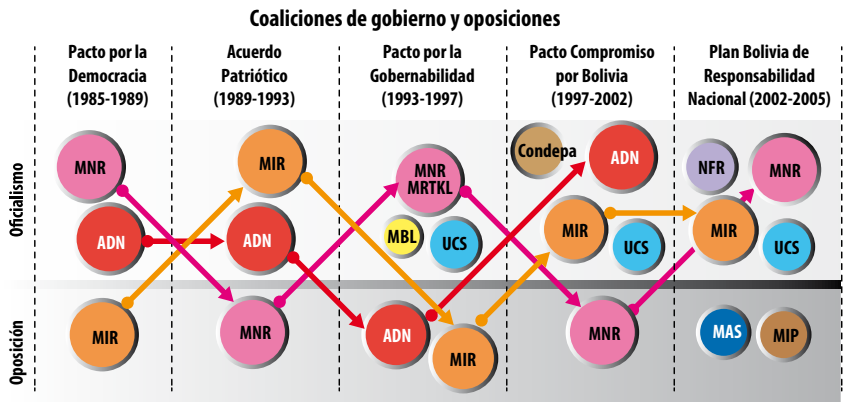 Coaliciones de gobierno y oposiciones
Pacto por la
Democracia
(1985-1989)
Acuerdo
Patriótico
(1989-1993)
Pacto por la
Gobernabilidad
(1993-1997)
Pacto Compromiso
por Bolivia
(1997-2002)
Plan Bolivia de
Responsabilidad
Nacional (2002-2005)
Oficialismo
MNR
ADN
MIR
ADN
MNR
MRTKL
MBL
UCS
Condepa
ADN
MIR
UCS
NFR
MNR
MIR
UCS
Oposición
MIR
MNR
ADN
MIR
MNR
MAS
MIP